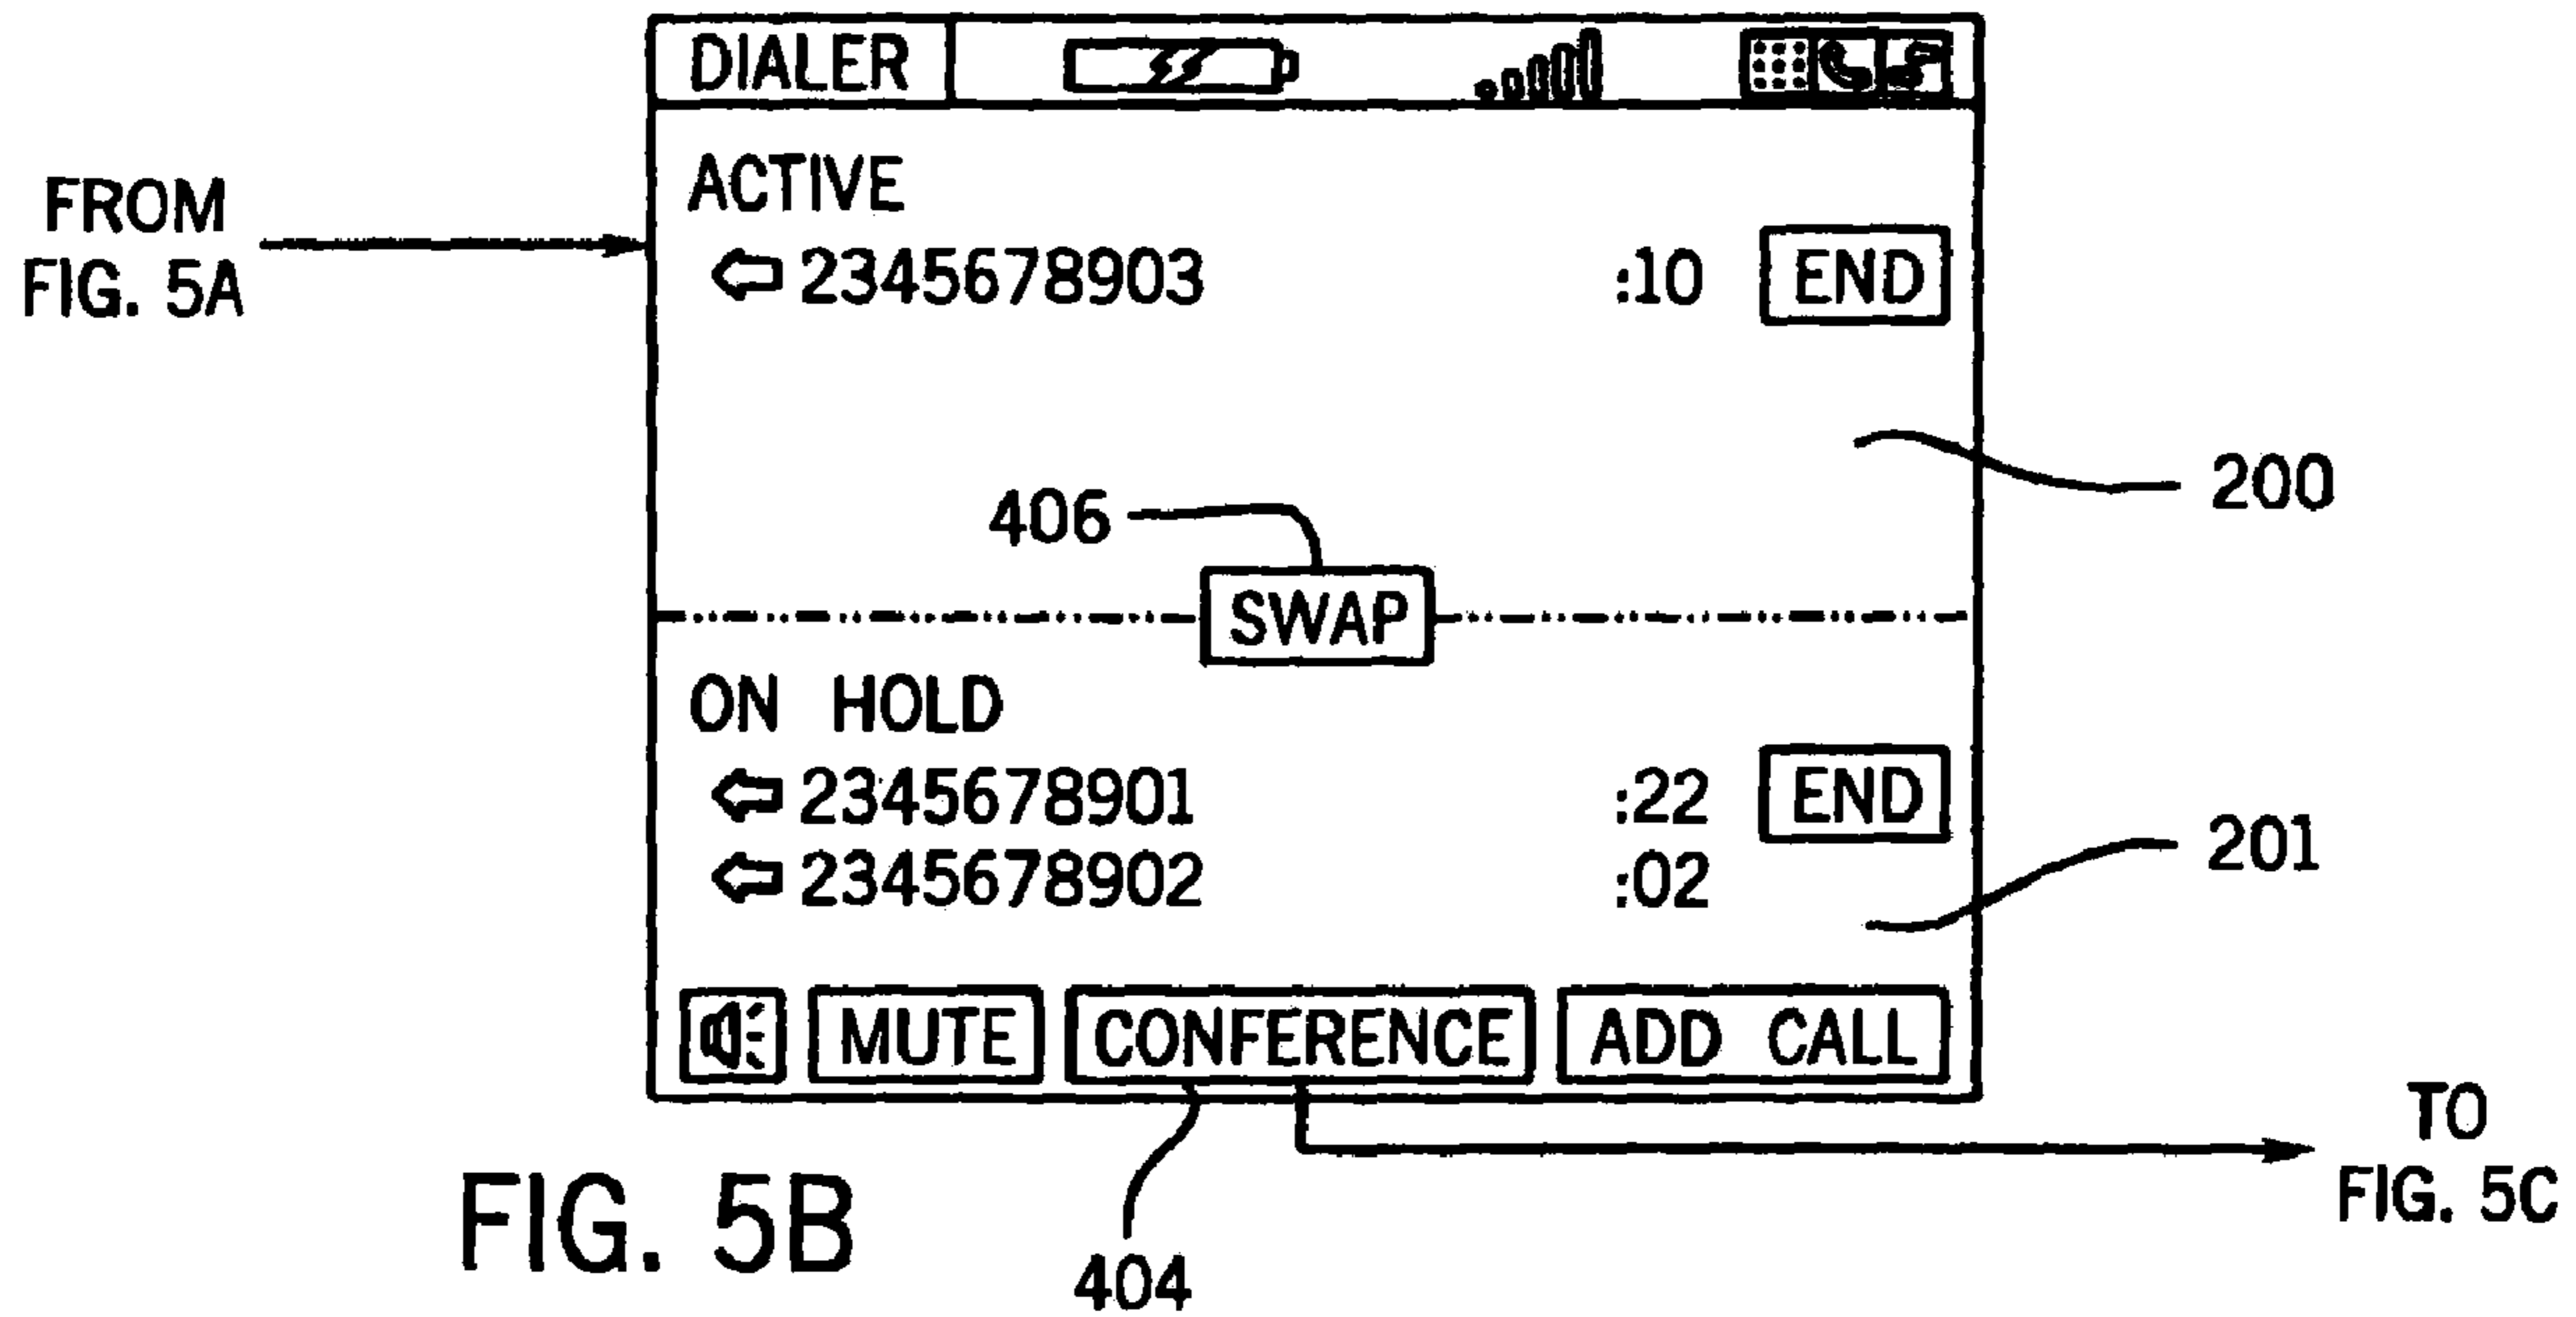 DIALER
ACTIVE
FROM
FIG. 5A
2345678903 :10 END
200
406
SWAP
ON HOLD
2345678901 :22 END
2345678902 :02
201
MUTE CONFERENCE ADD CALL
TO
FIG. 5C
404
FIG. 5B